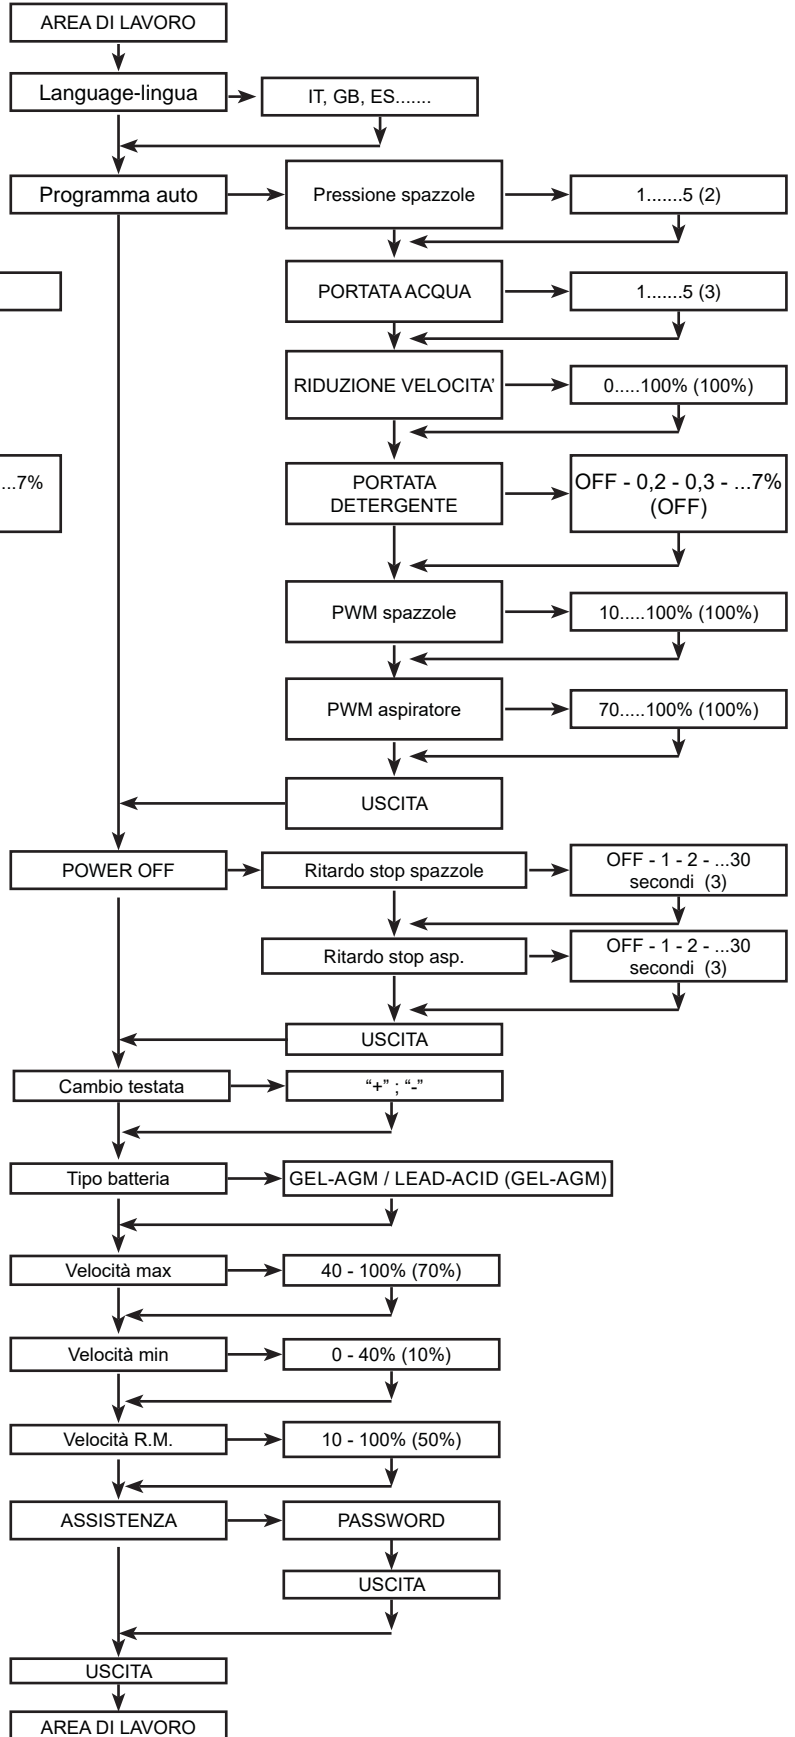 AREA DI LAVORO
Language-lingua
IT, GB, ES.......
Programma auto
Pressione spazzole
1.......5 (2)
PORTATA ACQUA
1.......5 (3)
RIDUZIONE VELOCITA'
0.....100% (100%)
...7%
PORTATA
DETERGENTE
OFF - 0,2 - 0,3 - ...7%
(OFF)
PWM spazzole
10.....100% (100%)
PWM aspiratore
70.....100% (100%)
USCITA
POWER OFF
Ritardo stop spazzole
OFF - 1 - 2 - ...30
secondi (3)
Ritardo stop asp.
OFF - 1 - 2 - ...30
secondi (3)
USCITA
Cambio testata
“+” ; “-”
Tipo batteria
GEL-AGM / LEAD-ACID (GEL-AGM)
Velocità max
40 - 100% (70%)
Velocità min
0 - 40% (10%)
Velocità R.M.
10 - 100% (50%)
ASSISTENZA
PASSWORD
USCITA
USCITA
AREA DI LAVORO